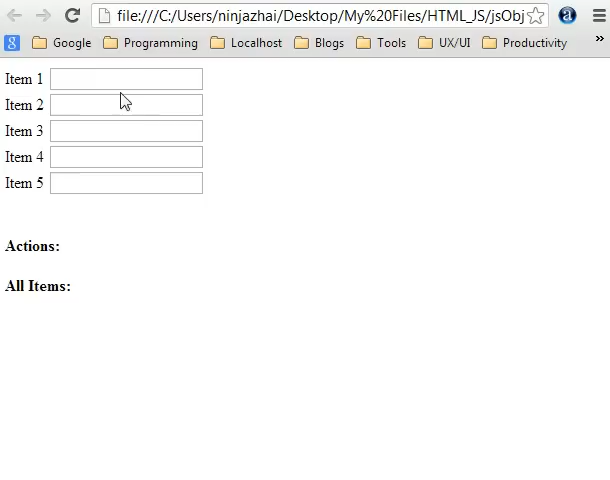 file:///C:/Users/ninjazhai/Desktop/My%20Files/HTML_JS/jsObj
Google Programming Localhost Blogs Tools UX/UI Productivity »
Item 1
Item 2
Item 3
Item 4
Item 5
Actions:
All Items: